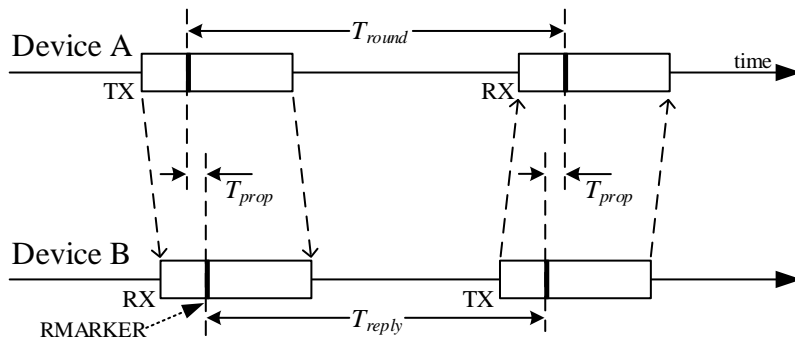 T_round
Device A
time
TX
RX
T_prop
T_prop
Device B
RX
TX
RMARKER
T_reply